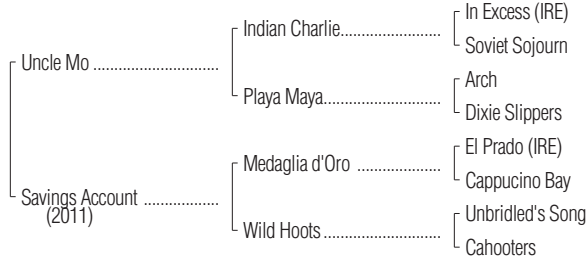 In Excess (IRE)
Indian Charlie
Soviet Sojourn
Uncle Mo
Arch
Playa Maya
Dixie Slippers
El Prado (IRE)
Medaglia d'Oro
Cappucino Bay
Savings Account
(2011)
Unbridled's Song
Wild Hoots
Cahooters